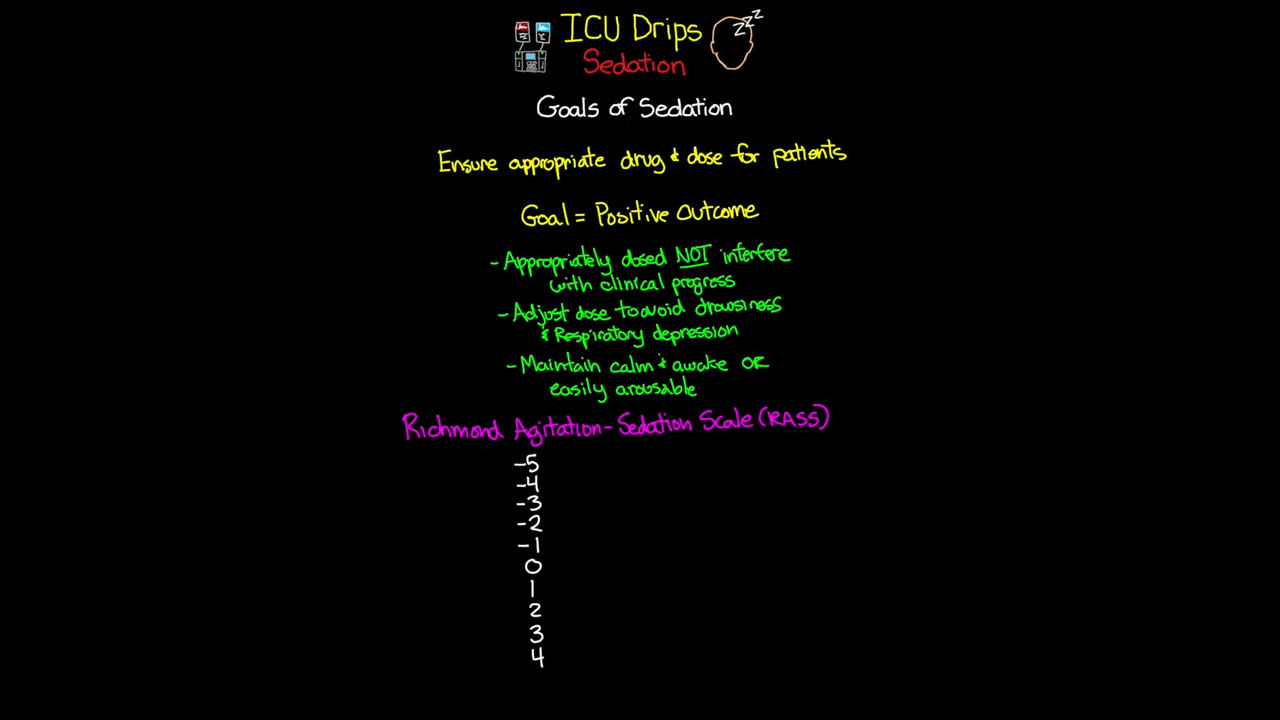 ICU Drips
zzz
Sedation
Goals of Sedation
Ensure appropriate drug & dose for patients
Goal = Positive Outcome
- Appropriately dosed NOT interfere
with clinical progress
- Adjust dose to avoid drowsiness
& Respiratory depression
- Maintain calm & awake OR
easily arousable
Richmond Agitation-Sedation Scale (RASS)
-5
-4
-3
-2
-1
0
1
2
3
4